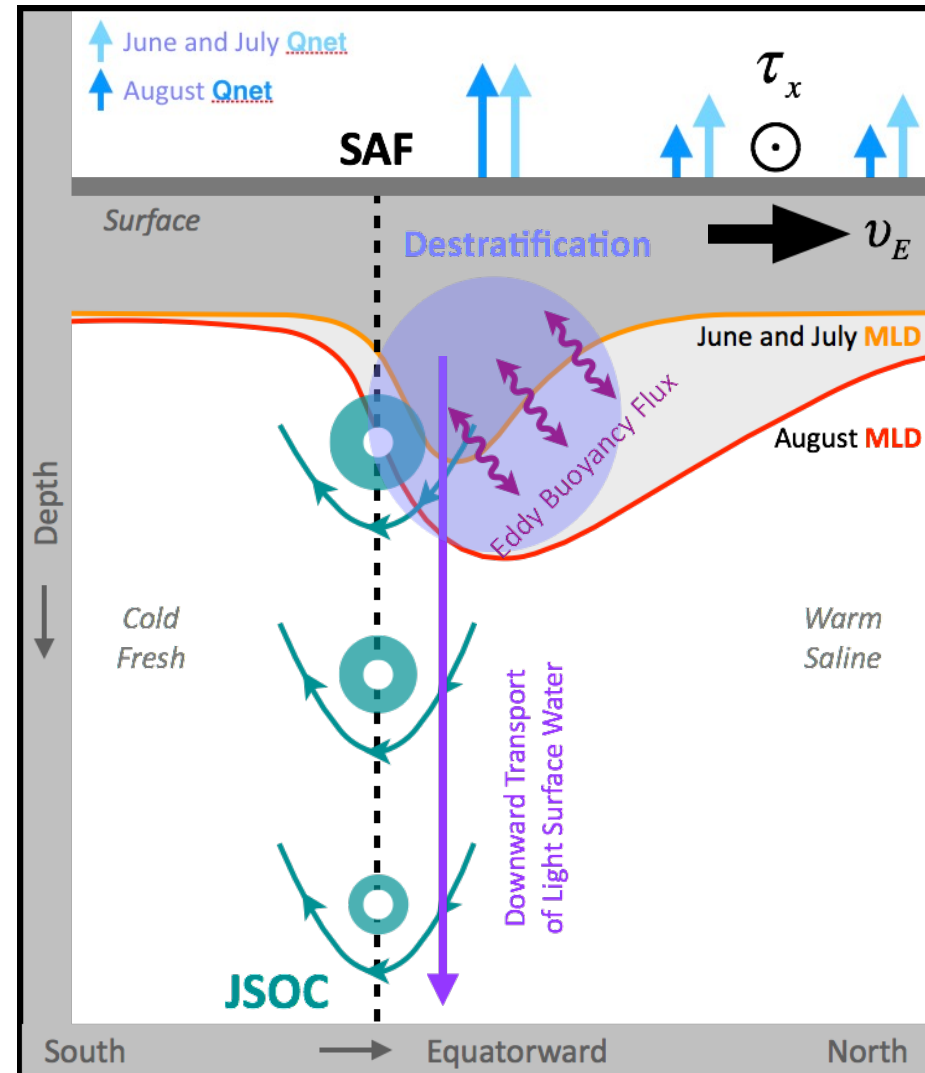 June and July Qnet
August Qnet
SAF
τx
Surface
Destratification
υE
June and July MLD
August MLD
Eddy Buoyancy Flux
Depth
Cold
Fresh
Warm
Saline
Downward Transport
of Light Surface Water
JSOC
South
Equatorward
North